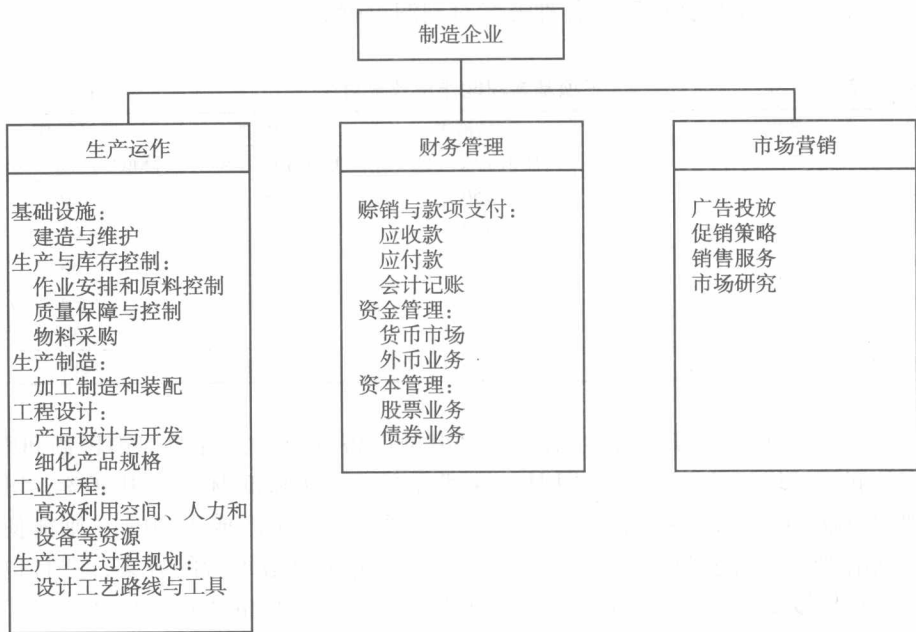 制造企业
生产运作
基础设施：
建造与维护
生产与库存控制：
作业安排和原料控制
质量保障与控制
物料采购
生产制造：
加工制造和装配
工程设计：
产品设计与开发
细化产品规格
工业工程：
高效利用空间、人力和
设备等资源
生产工艺过程规划：
设计工艺路线与工具
财务管理
赊销与款项支付：
应收款
应付款
会计记账
资金管理：
货币市场
外币业务
资本管理：
股票业务
债券业务
市场营销
广告投放
促销策略
销售服务
市场研究